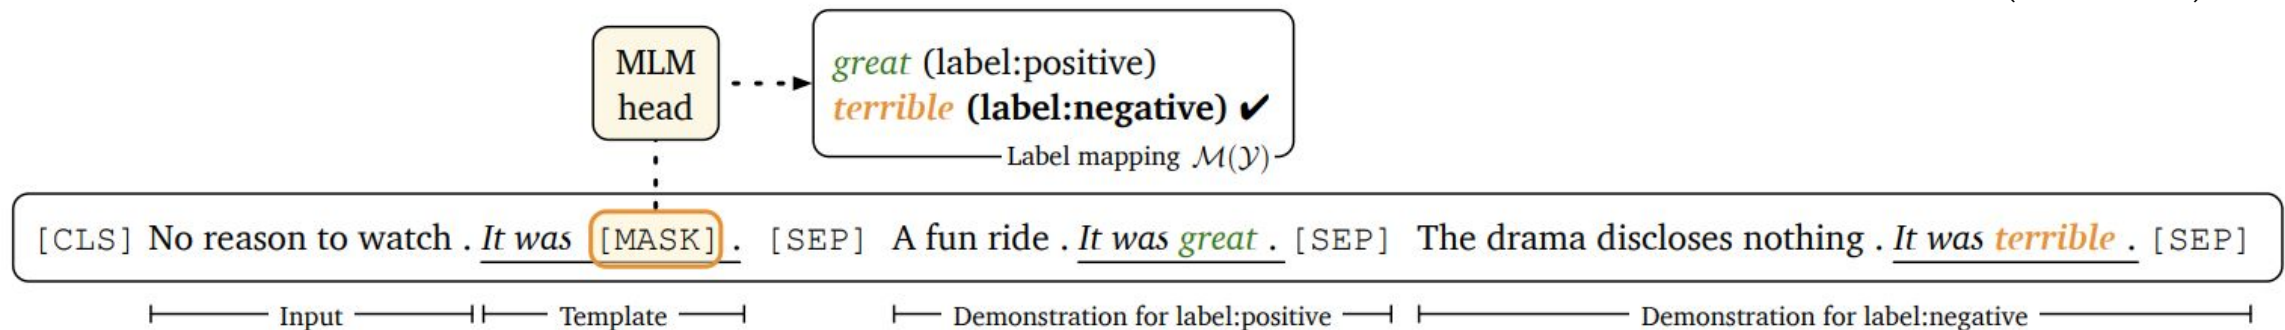 MLM
head
great (label:positive)
terrible (label:negative) ✔
Label mapping M(Y)
[CLS] No reason to watch . It was [MASK] . [SEP] A fun ride . It was great . [SEP] The drama discloses nothing . It was terrible . [SEP]
Input Template Demonstration for label:positive Demonstration for label:negative